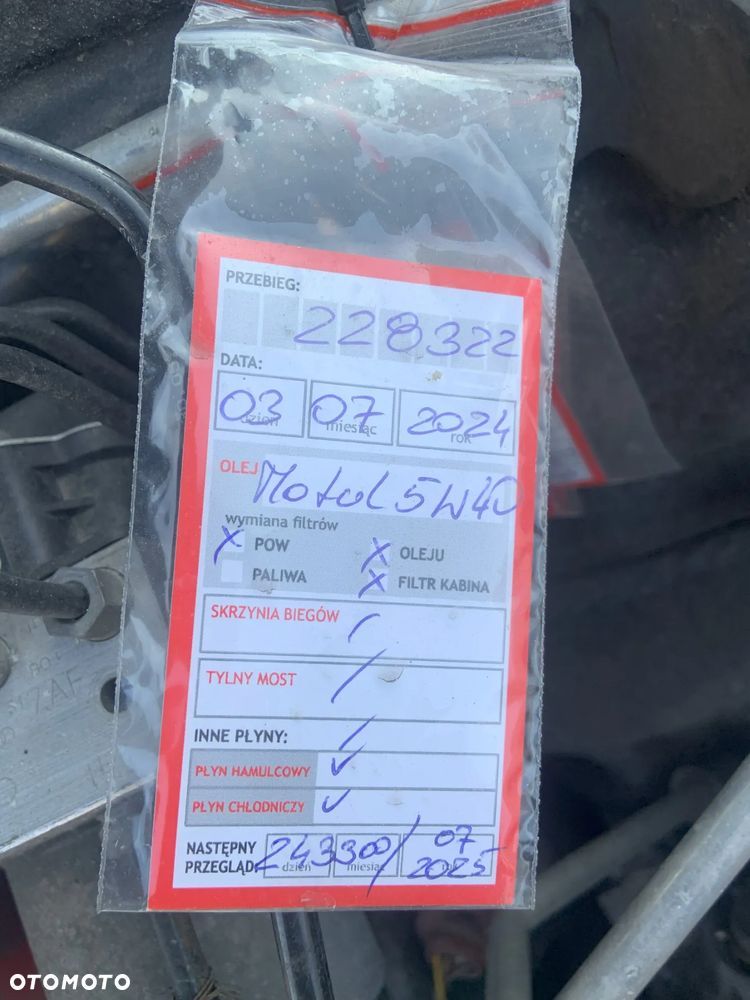 PRZEBIEG:
228322
DATA:
03 07 2024
dzień miesiąc rok
OLEJ Motul 5W40
wymiana filtrów
X POW X OLEJU
PALIWA X FILTR KABINA
SKRZYNIA BIEGÓW /
TYLNY MOST /
INNE PŁYNY: /
PŁYN HAMULCOWY ✓
PŁYN CHŁODNICZY ✓
NASTĘPNY 243300 / 07
PRZEGLĄD: dzień miesiąc 2025
7AF
OTOMOTO